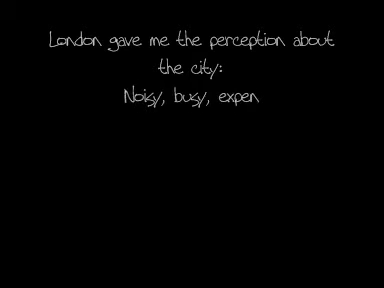 London gave me the perception about
the city:
Noisy, busy, expen